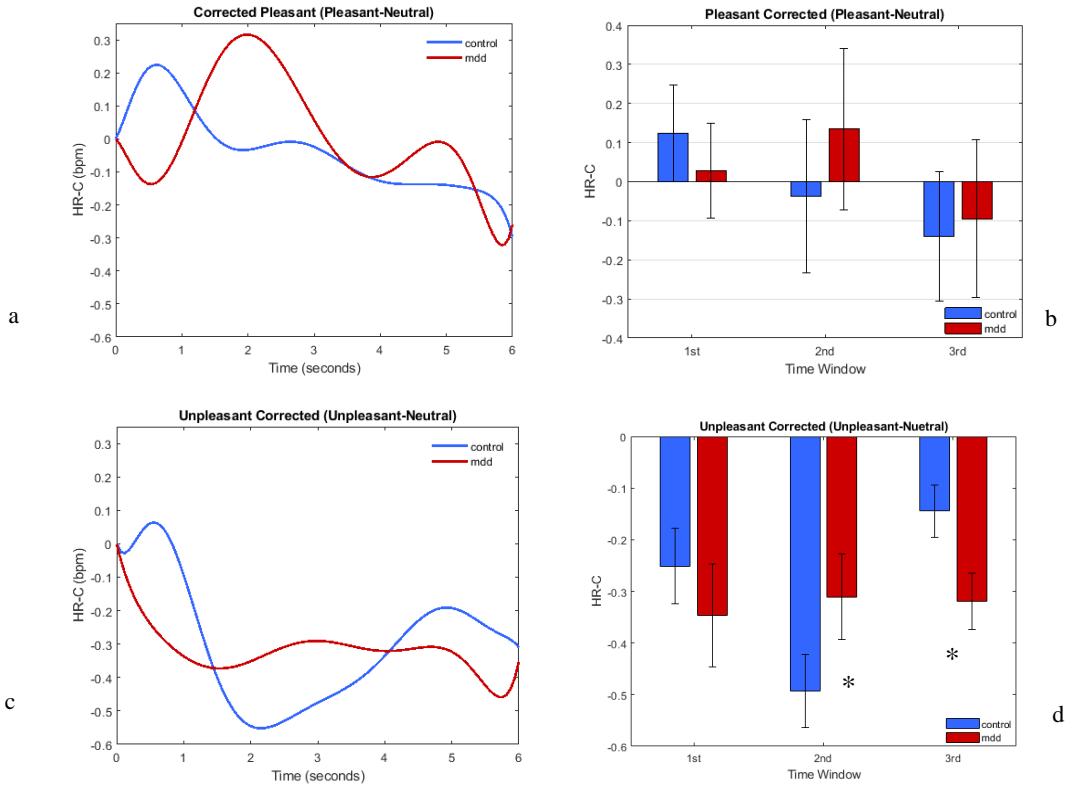 Corrected Pleasant (Pleasant-Neutral)
0.3
0.2
0.1
0
-0.1
-0.2
-0.3
-0.4
-0.5
-0.6
HR-C (bpm)
control
mdd
0 1 2 3 4 5 6
Time (seconds)
a
Pleasant Corrected (Pleasant-Neutral)
0.4
0.3
0.2
0.1
0
-0.1
-0.2
-0.3
-0.4
HR-C
control
mdd
1st 2nd 3rd
Time Window
b
Unpleasant Corrected (Unpleasant-Neutral)
0.3
0.2
0.1
0
-0.1
-0.2
-0.3
-0.4
-0.5
-0.6
HR-C (bpm)
control
mdd
0 1 2 3 4 5 6
Time (seconds)
c
Unpleasant Corrected (Unpleasant-Nuetral)
0
-0.1
-0.2
-0.3
-0.4
-0.5
-0.6
HR-C
*
*
control
mdd
1st 2nd 3rd
Time Window
d